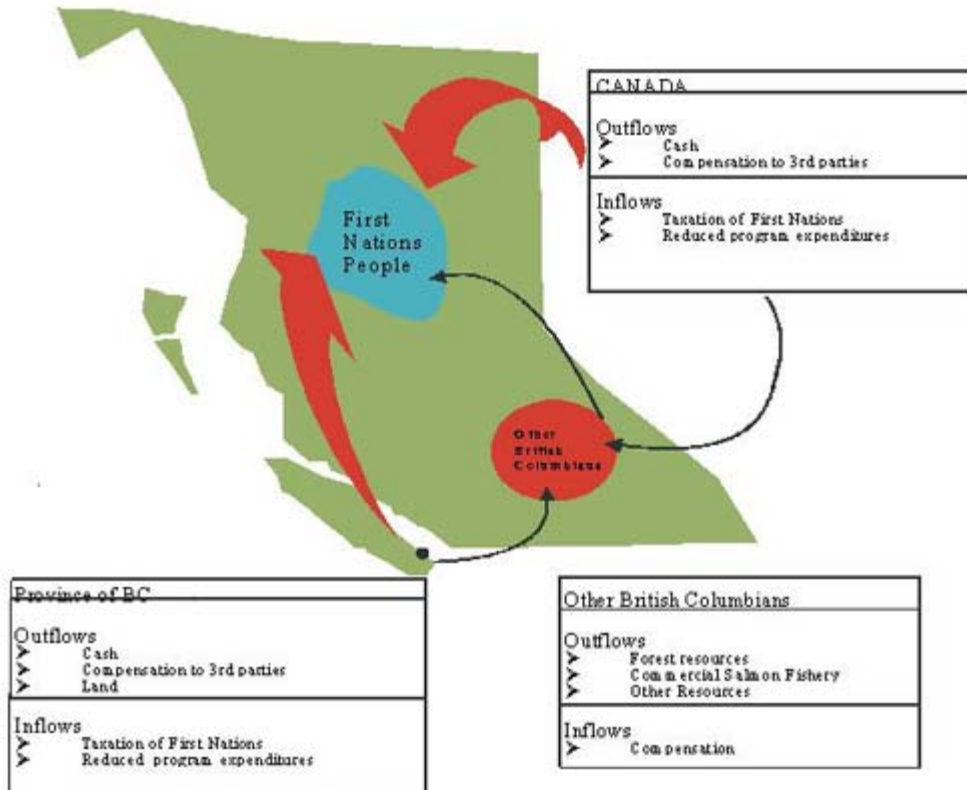 CANADA
Outflows
➤ Cash
➤ Compensation to 3rd parties
Inflows
➤ Taxation of First Nations
➤ Reduced program expenditures
First
Nations
People
Other
British
Columbians
Province of BC
Outflows
➤ Cash
➤ Compensation to 3rd parties
➤ Land
Inflows
➤ Taxation of First Nations
➤ Reduced program expenditures
Other British Columbians
Outflows
➤ Forest resources
➤ Commercial Salmon Fishery
➤ Other Resources
Inflows
➤ Compensation